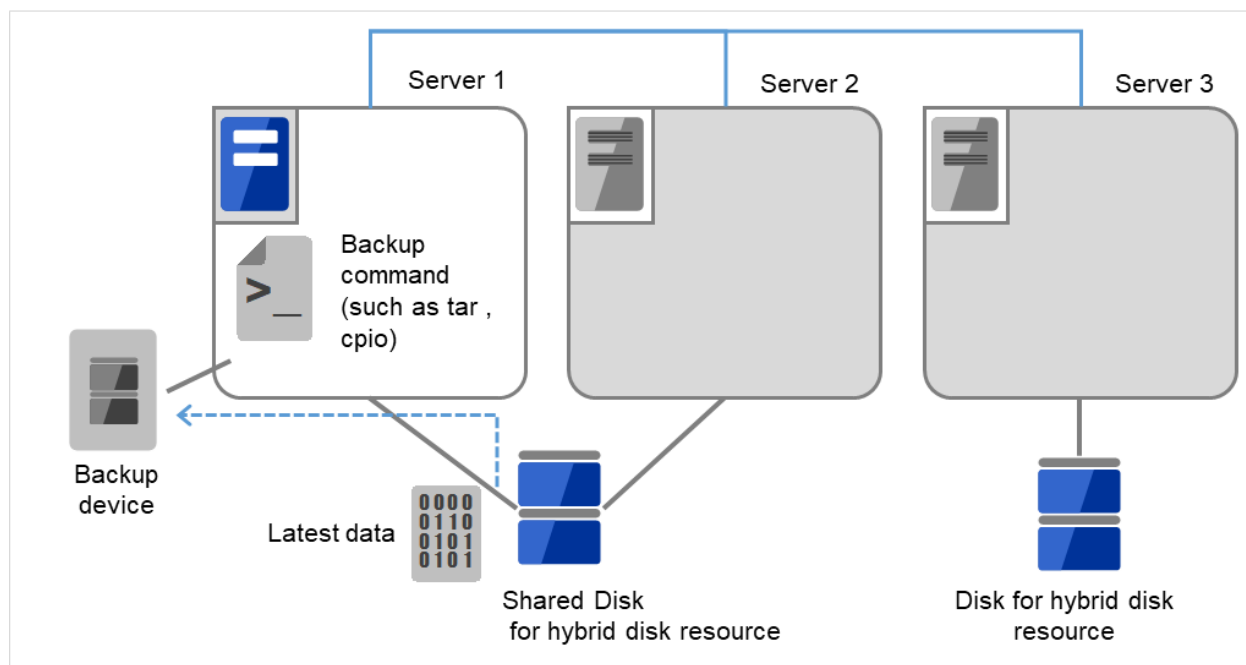 Server 1
Server 2
Server 3
Backup
command
(such as tar ,
cpio)
>_
Backup
device
Latest data
0000
0110
0101
0101
Shared Disk
for hybrid disk resource
Disk for hybrid disk
resource